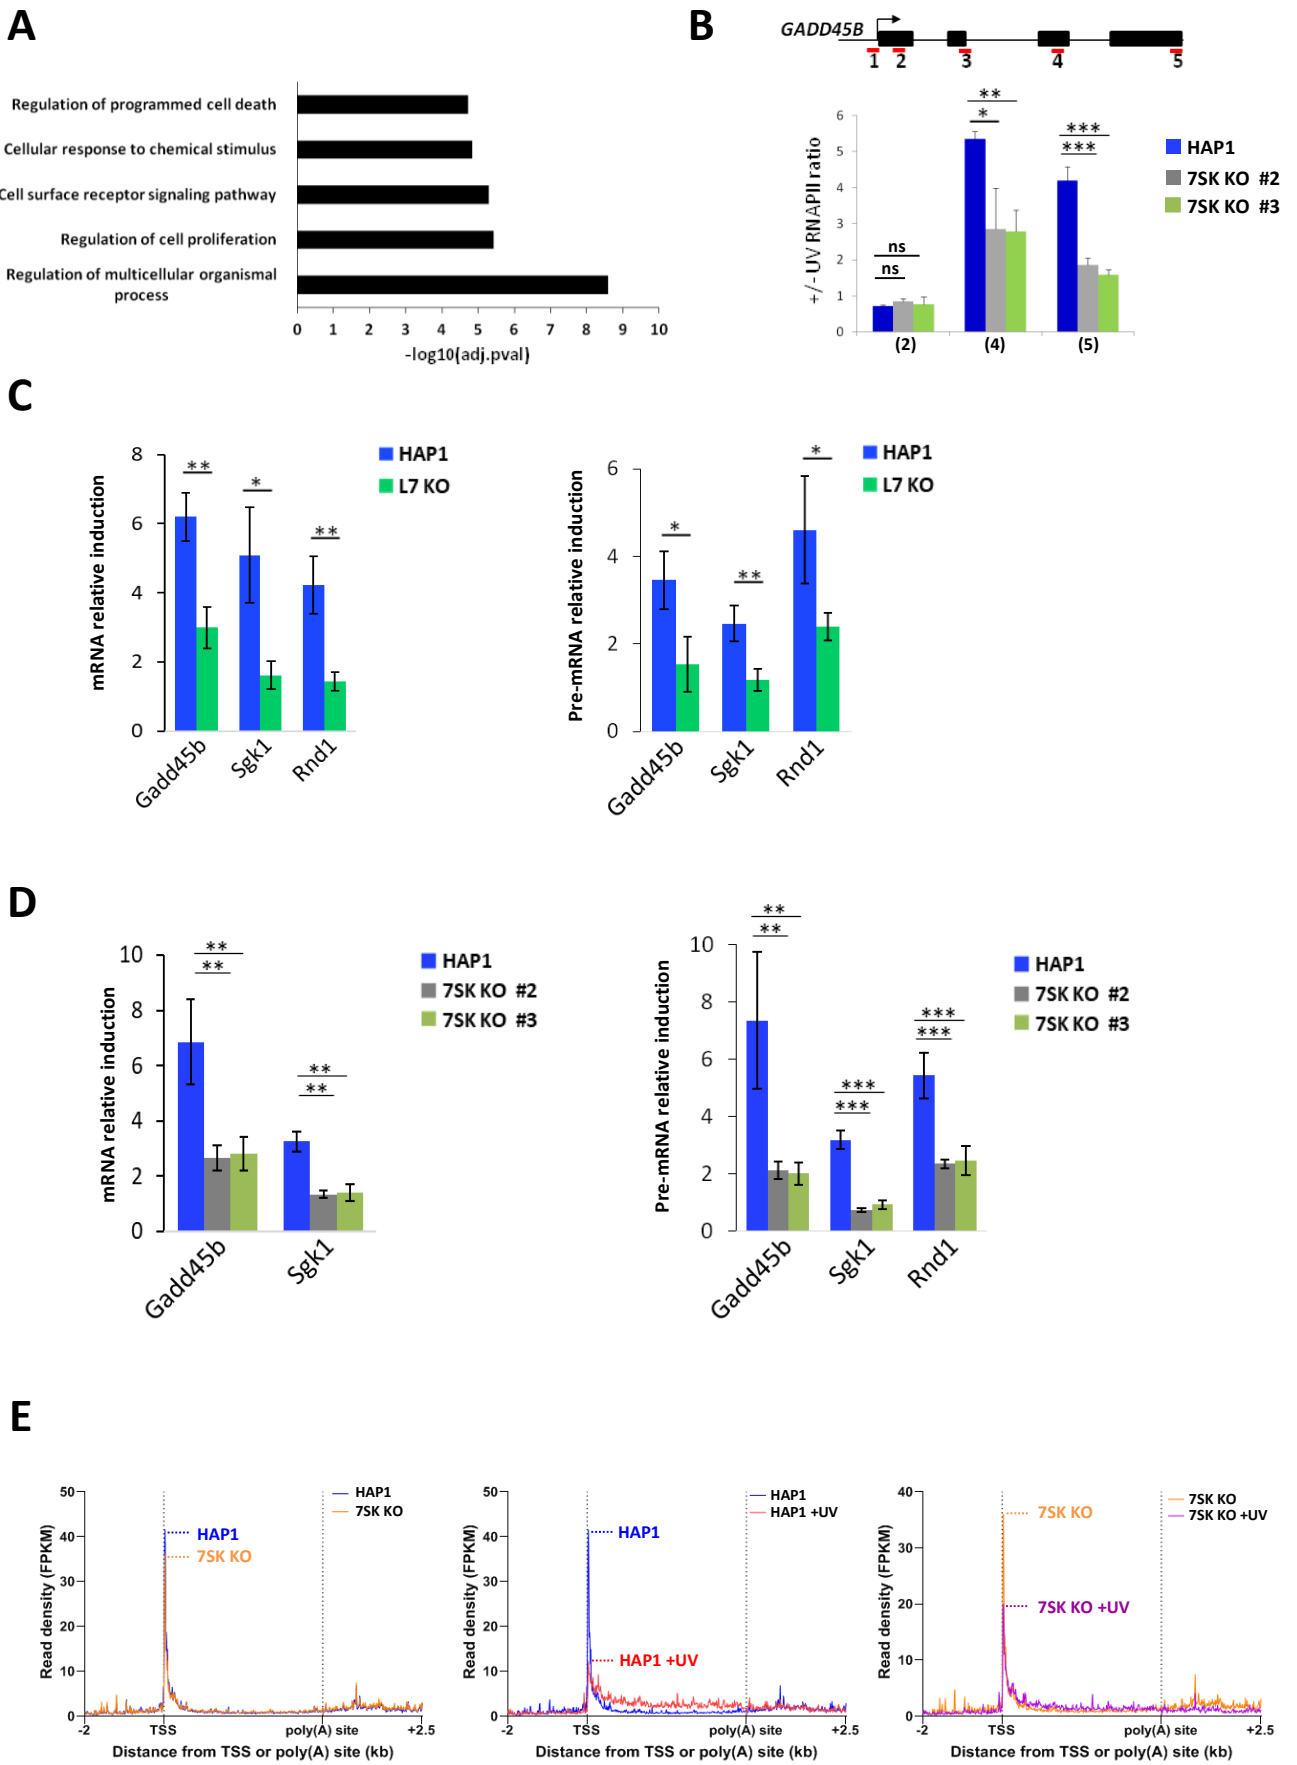 A
Regulation of programmed cell death
Cellular response to chemical stimulus
Cell surface receptor signaling pathway
Regulation of cell proliferation
Regulation of multicellular organismal
process
0 1 2 3 4 5 6 7 8 9 10
-log10(adj.pval)
B
GADD45B
1 2 3 4 5
+/- UV RNAPII ratio
6
5
4
3
2
1
0
ns
ns
**
*
***
***
(2) (4) (5)
HAP1
7SK KO #2
7SK KO #3
C
mRNA relative induction
8
6
4
2
0
**
*
**
Gadd45b Sgk1 Rnd1
HAP1
L7 KO
Pre-mRNA relative induction
6
4
2
0
*
**
*
Gadd45b Sgk1 Rnd1
HAP1
L7 KO
D
mRNA relative induction
10
8
6
4
2
0
**
**
**
**
Gadd45b Sgk1
HAP1
7SK KO #2
7SK KO #3
Pre-mRNA relative induction
10
8
6
4
2
0
**
**
***
***
***
***
Gadd45b Sgk1 Rnd1
HAP1
7SK KO #2
7SK KO #3
E
Read density (FPKM)
50
40
30
20
10
0
HAP1
7SK KO
HAP1
7SK KO
-2 TSS poly(A) site +2.5
Distance from TSS or poly(A) site (kb)
Read density (FPKM)
50
40
30
20
10
0
HAP1
HAP1 +UV
HAP1
HAP1 +UV
-2 TSS poly(A) site +2.5
Distance from TSS or poly(A) site (kb)
Read density (FPKM)
40
30
20
10
0
7SK KO
7SK KO +UV
7SK KO
7SK KO +UV
-2 TSS poly(A) site +2.5
Distance from TSS or poly(A) site (kb)